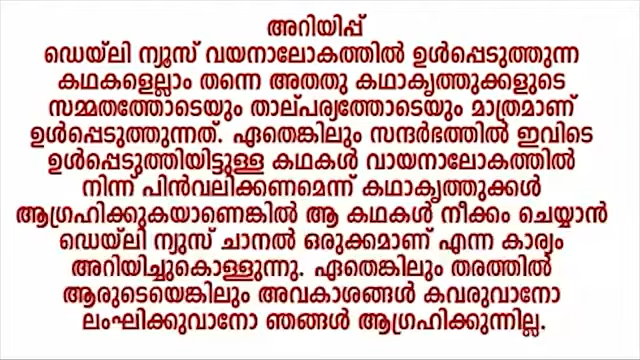 അറിയിപ്പ്
ഡെയ്ലി ന്യൂസ് വയനാലോകത്തിൽ ഉൾപ്പെടുത്തുന്ന
കഥകളെല്ലാം തന്നെ അതതു കഥാകൃത്തുക്കളുടെ
സമ്മതത്തോടെയും താല്പര്യത്തോടെയും മാത്രമാണ്
ഉൾപ്പെടുത്തുന്നത്. ഏതെങ്കിലും സന്ദർഭത്തിൽ ഇവിടെ
ഉൾപ്പെടുത്തിയിട്ടുള്ള കഥകൾ വായനാലോകത്തിൽ
നിന്ന് പിൻവലിക്കണമെന്ന് കഥാകൃത്തുക്കൾ
ആഗ്രഹിക്കുകയാണെങ്കിൽ ആ കഥകൾ നീക്കം ചെയ്യാൻ
ഡെയ്ലി ന്യുസ് ചാനൽ ഒരുക്കമാണ് എന്ന കാര്യം
അറിയിച്ചുകൊള്ളുന്നു. ഏതെങ്കിലും തരത്തിൽ
ആരുടെയെങ്കിലും അവകാശങ്ങൾ കവരുവാനോ
ലംഘിക്കുവാനോ ഞങ്ങൾ ആഗ്രഹിക്കുന്നില്ല.